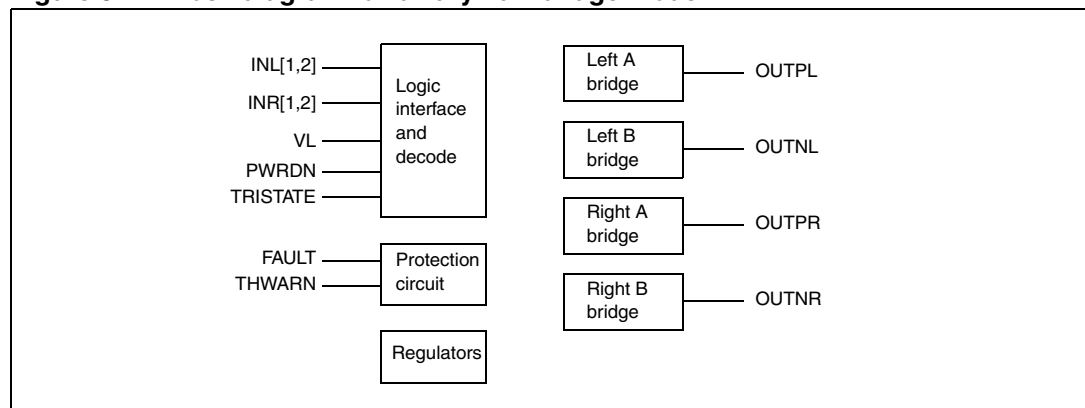 INL[1,2]
INR[1,2]
VL
PWRDN
TRISTATE
Logic
interface
and
decode
FAULT
THWARN
Protection
circuit
Regulators
Left A
bridge
OUTPL
Left B
bridge
OUTNL
Right A
bridge
OUTPR
Right B
bridge
OUTNR